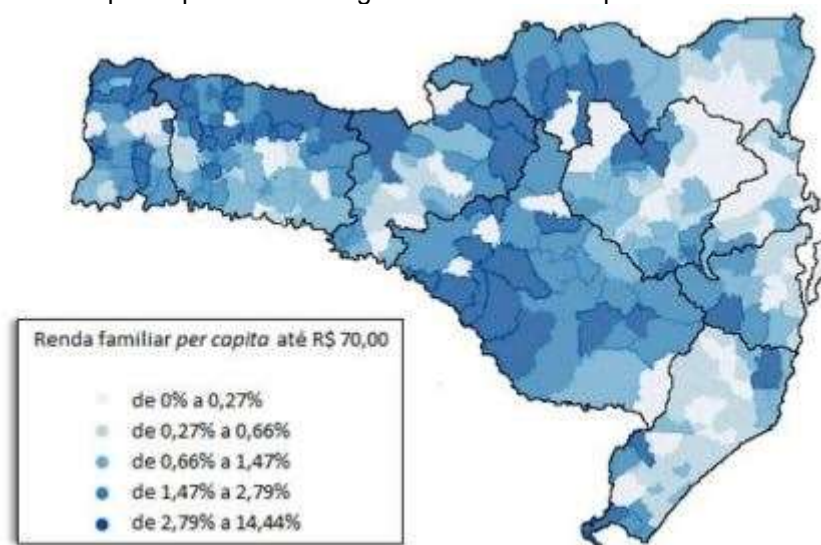 Renda familiar per capita até R$ 70,00
de 0% a 0,27%
de 0,27% a 0,66%
de 0,66% a 1,47%
de 1,47% a 2,79%
de 2,79% a 14,44%